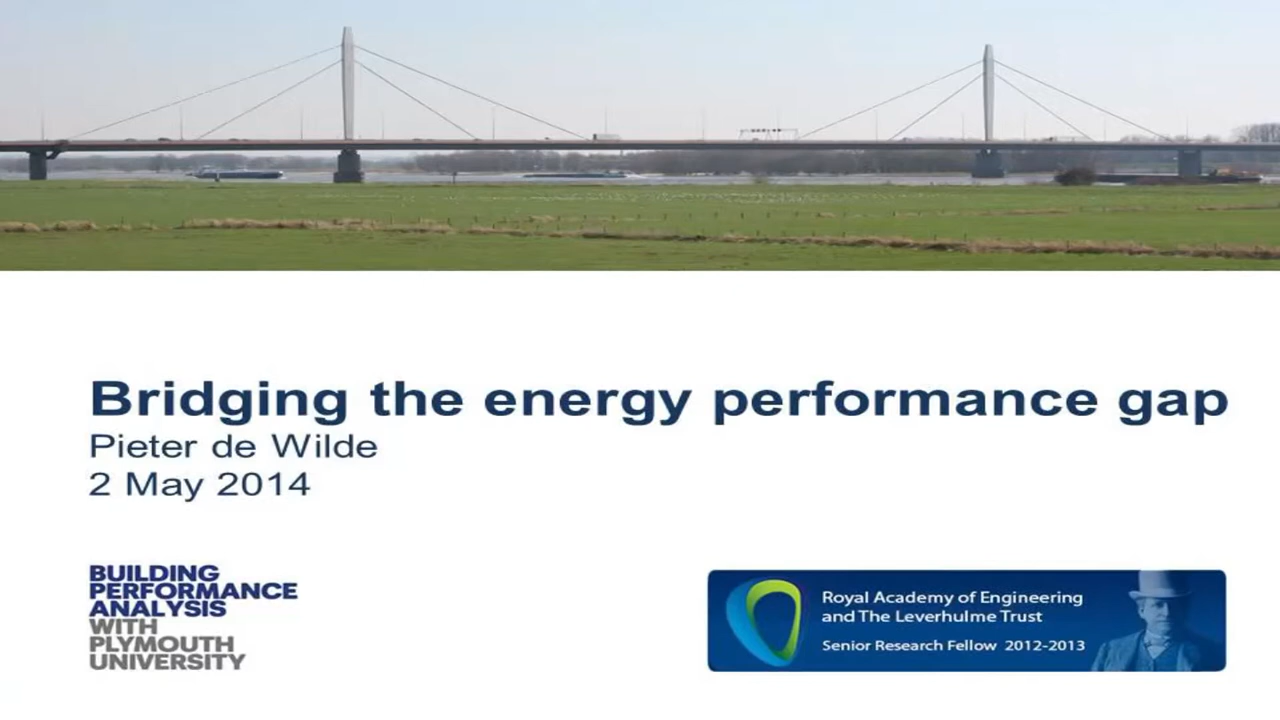 Bridging the energy performance gap
Pieter de Wilde
2 May 2014
BUILDING
PERFORMANCE
ANALYSIS
WITH
PLYMOUTH
UNIVERSITY
Royal Academy of Engineering
and The Leverhulme Trust
Senior Research Fellow 2012-2013